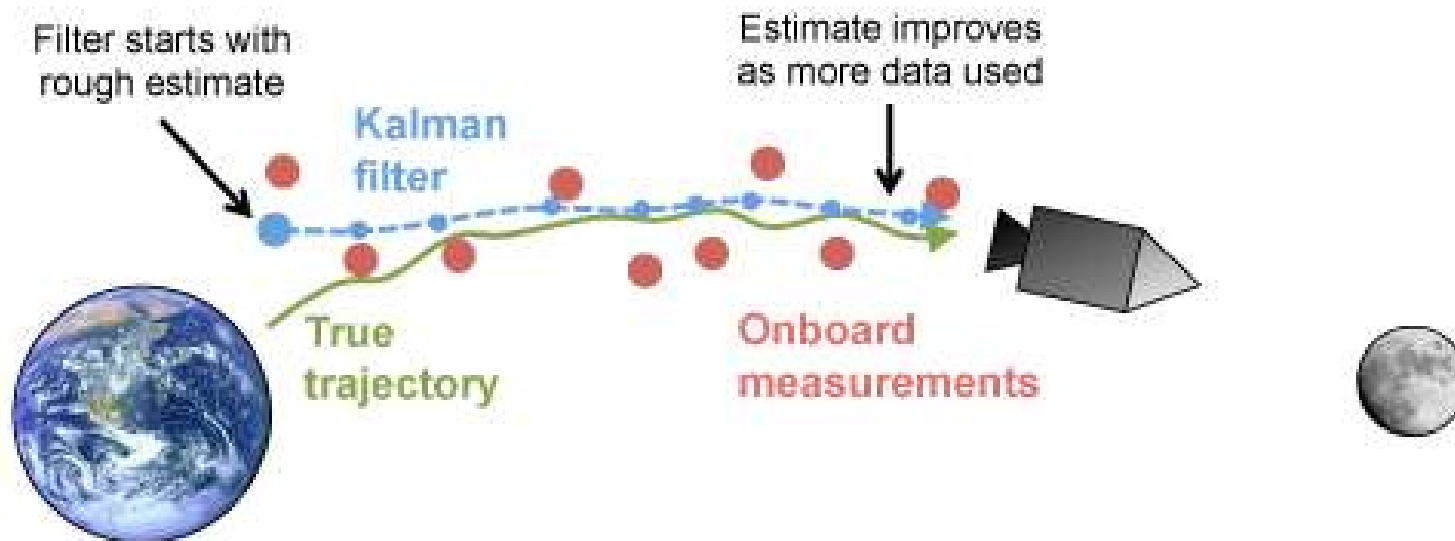 Filter starts with
rough estimate
Estimate improves
as more data used
Kalman
filter
True
trajectory
Onboard
measurements